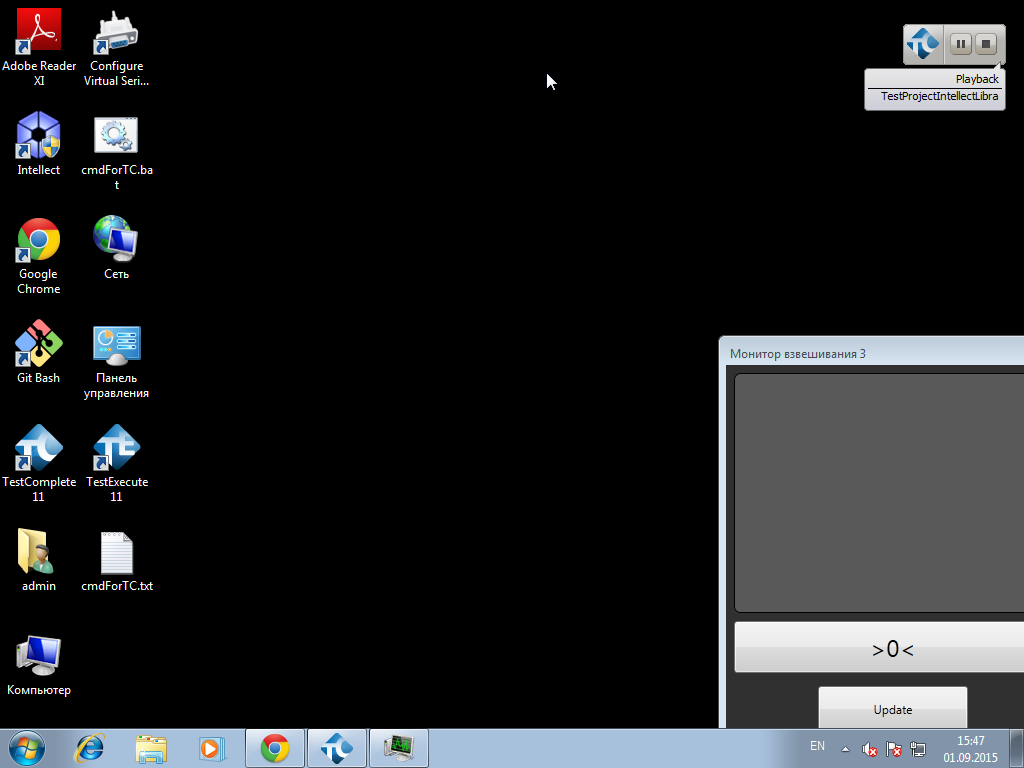 Adobe Reader
XI
Configure
Virtual Seri...
Intellect
cmdForTC.ba
t
Google
Chrome
Сеть
Git Bash
Панель
управления
TestComplete
11
TestExecute
11
admin
cmdForTC.txt
Компьютер
Playback
TestProjectIntellectLibra
Монитор взвешивания 3
>0<
Update
EN
15:47
01.09.2015